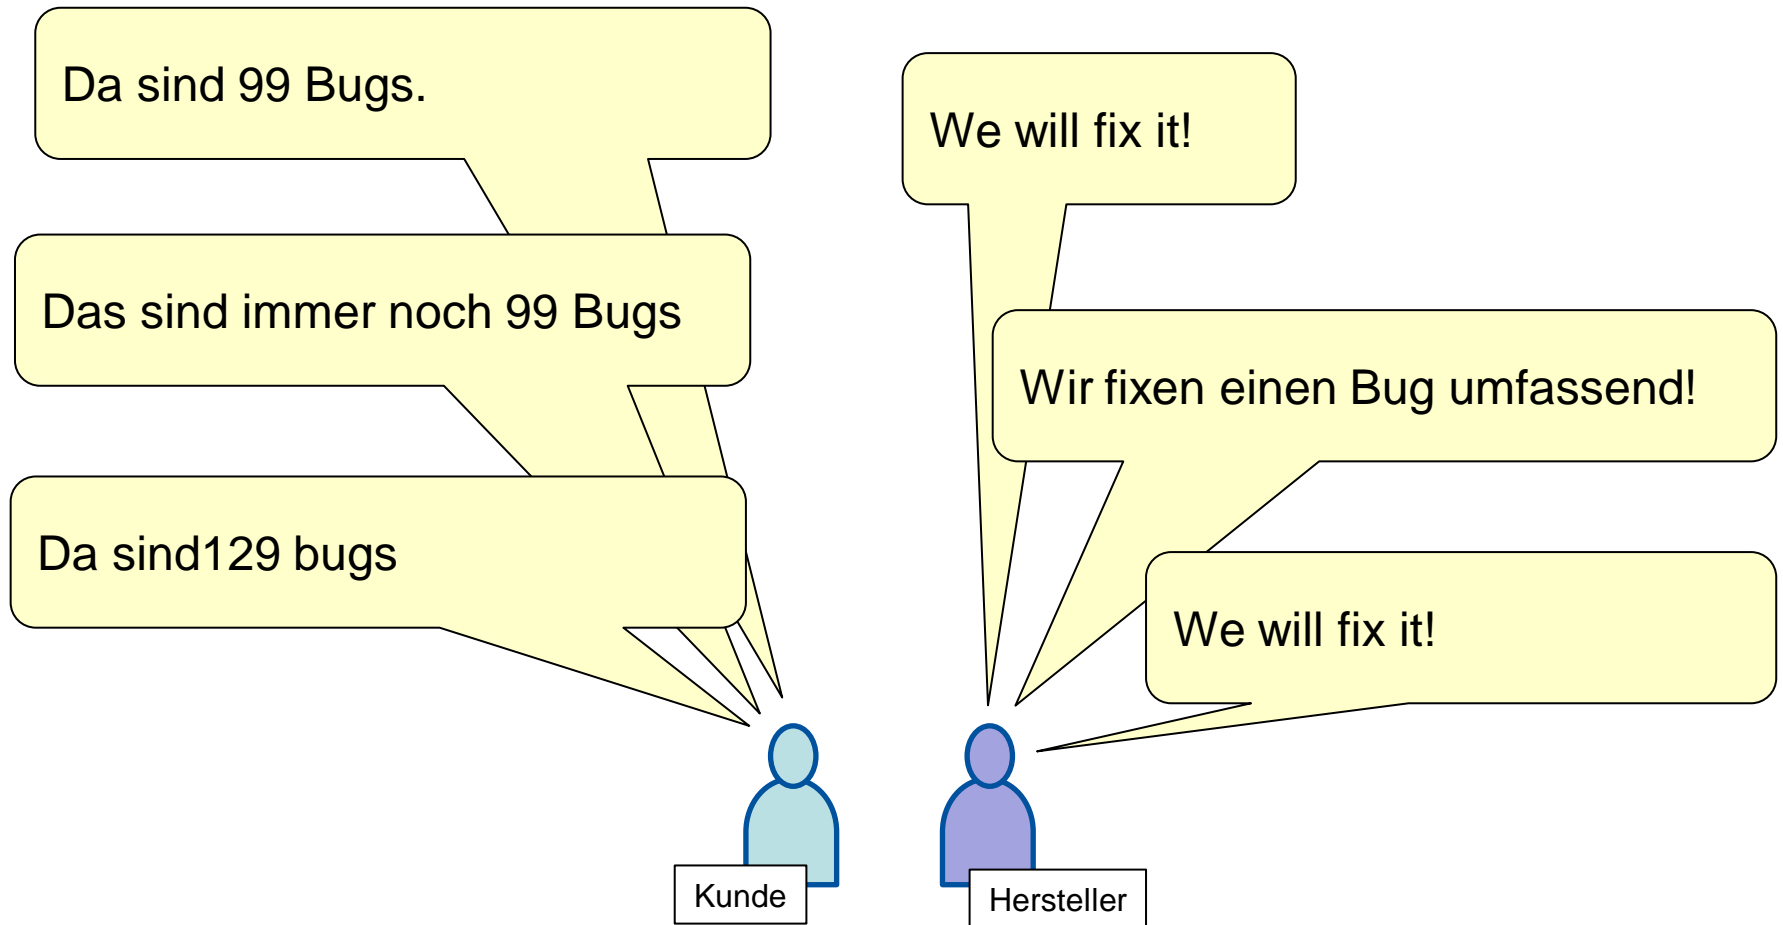 Da sind 99 Bugs.
We will fix it!
Das sind immer noch 99 Bugs
Wir fixen einen Bug umfassend!
Da sind129 bugs
We will fix it!
Kunde
Hersteller